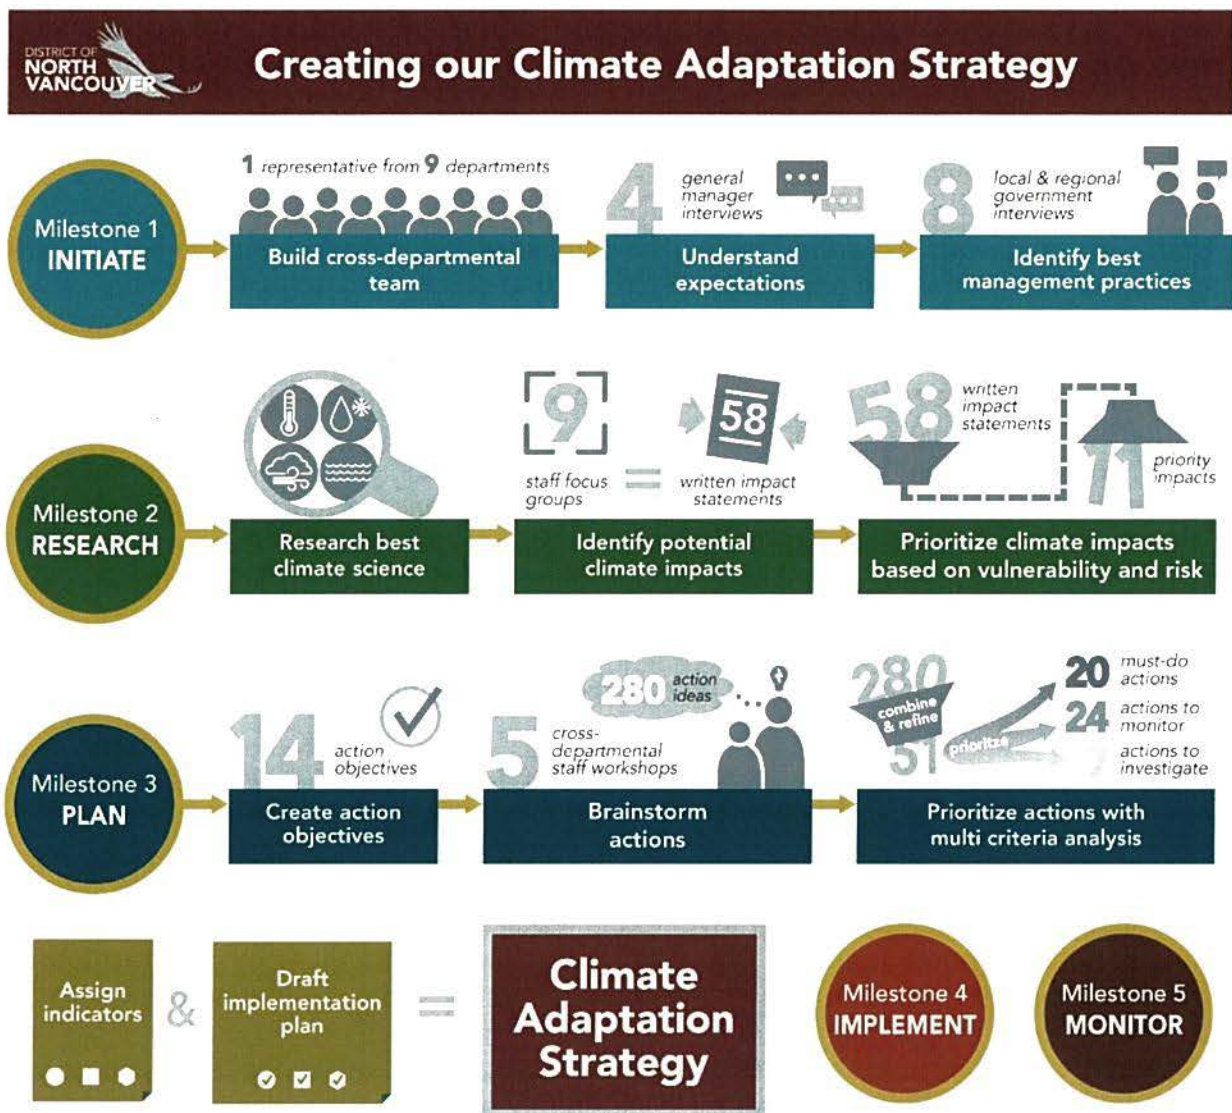 DISTRICT OF
NORTH
VANCOUVER
Creating our Climate Adaptation Strategy
Milestone 1
INITIATE
1 representative from 9 departments
Build cross-departmental
team
4
general
manager
interviews
Understand
expectations
8
local & regional
government
interviews
Identify best
management practices
Milestone 2
RESEARCH
Research best
climate science
9
staff focus
groups
=
58
written impact
statements
Identify potential
climate impacts
58
written
impact
statements
11
priority
impacts
Prioritize climate impacts
based on vulnerability and risk
Milestone 3
PLAN
14
action
objectives
Create action
objectives
5
cross-
departmental
staff workshops
280 action
ideas
Brainstorm
actions
280
combine
& refine
51
prioritize
20 must-do
actions
24 actions to
monitor
actions to
investigate
Prioritize actions with
multi criteria analysis
Assign
indicators
&
Draft
implementation
plan
=
Climate
Adaptation
Strategy
Milestone 4
IMPLEMENT
Milestone 5
MONITOR